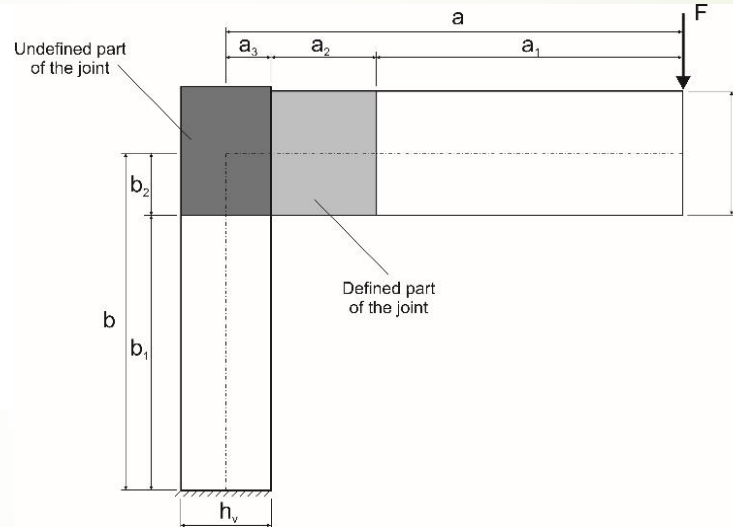 a
F
a₃
a₂
a₁
Undefined part
of the joint
b₂
Defined part
of the joint
b
b₁
hᵥ